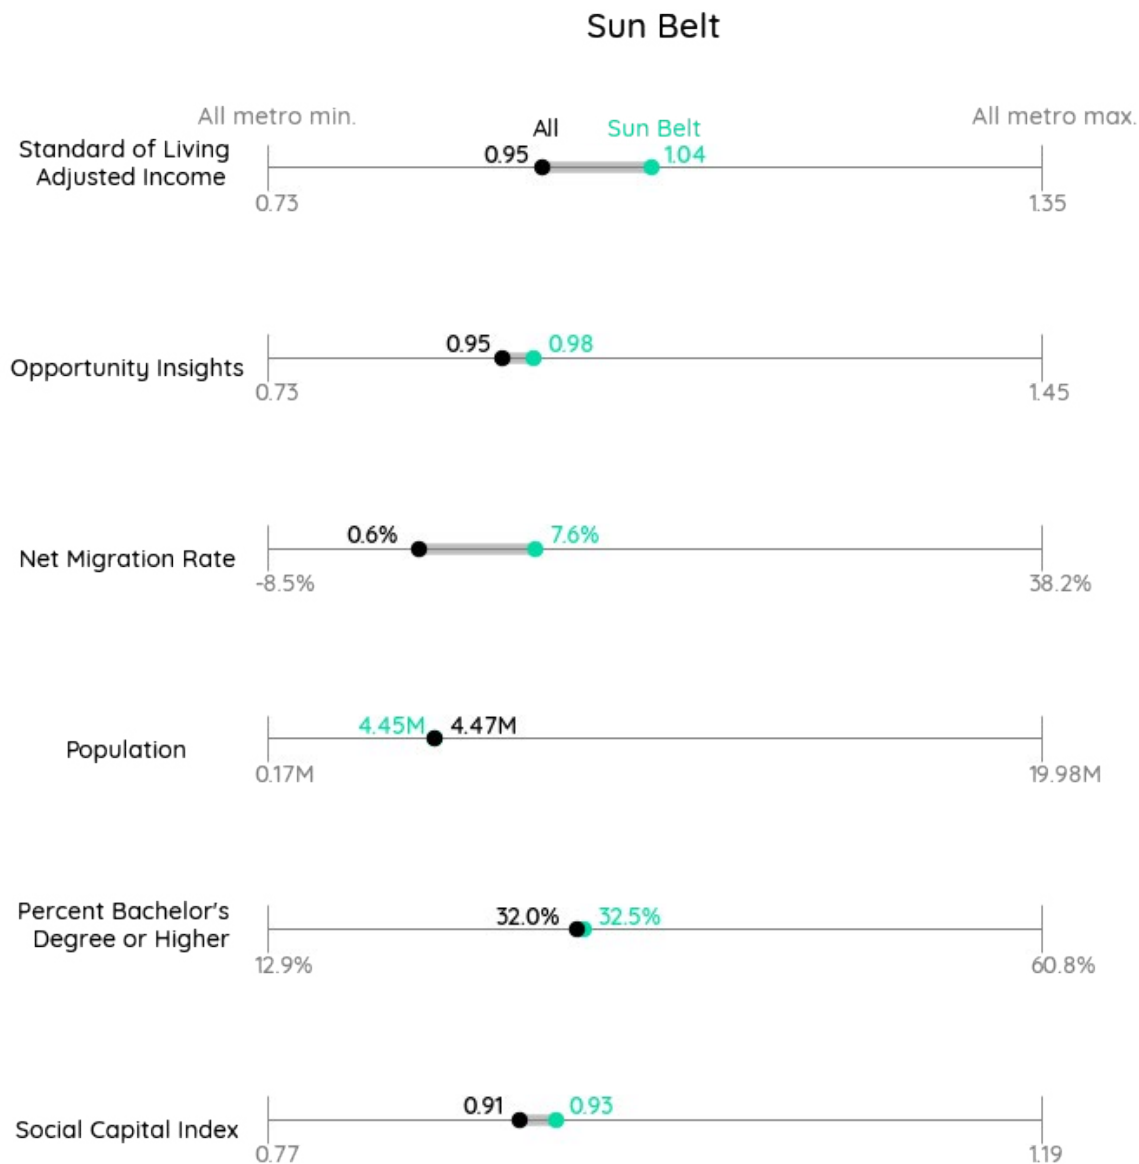 Sun Belt
All metro min.
All metro max.
All
Sun Belt
Standard of Living
Adjusted Income
0.95
1.04
0.73
1.35
Opportunity Insights
0.95
0.98
0.73
1.45
Net Migration Rate
0.6%
7.6%
-8.5%
38.2%
Population
4.45M
4.47M
0.17M
19.98M
Percent Bachelor's
Degree or Higher
32.0%
32.5%
12.9%
60.8%
Social Capital Index
0.91
0.93
0.77
1.19